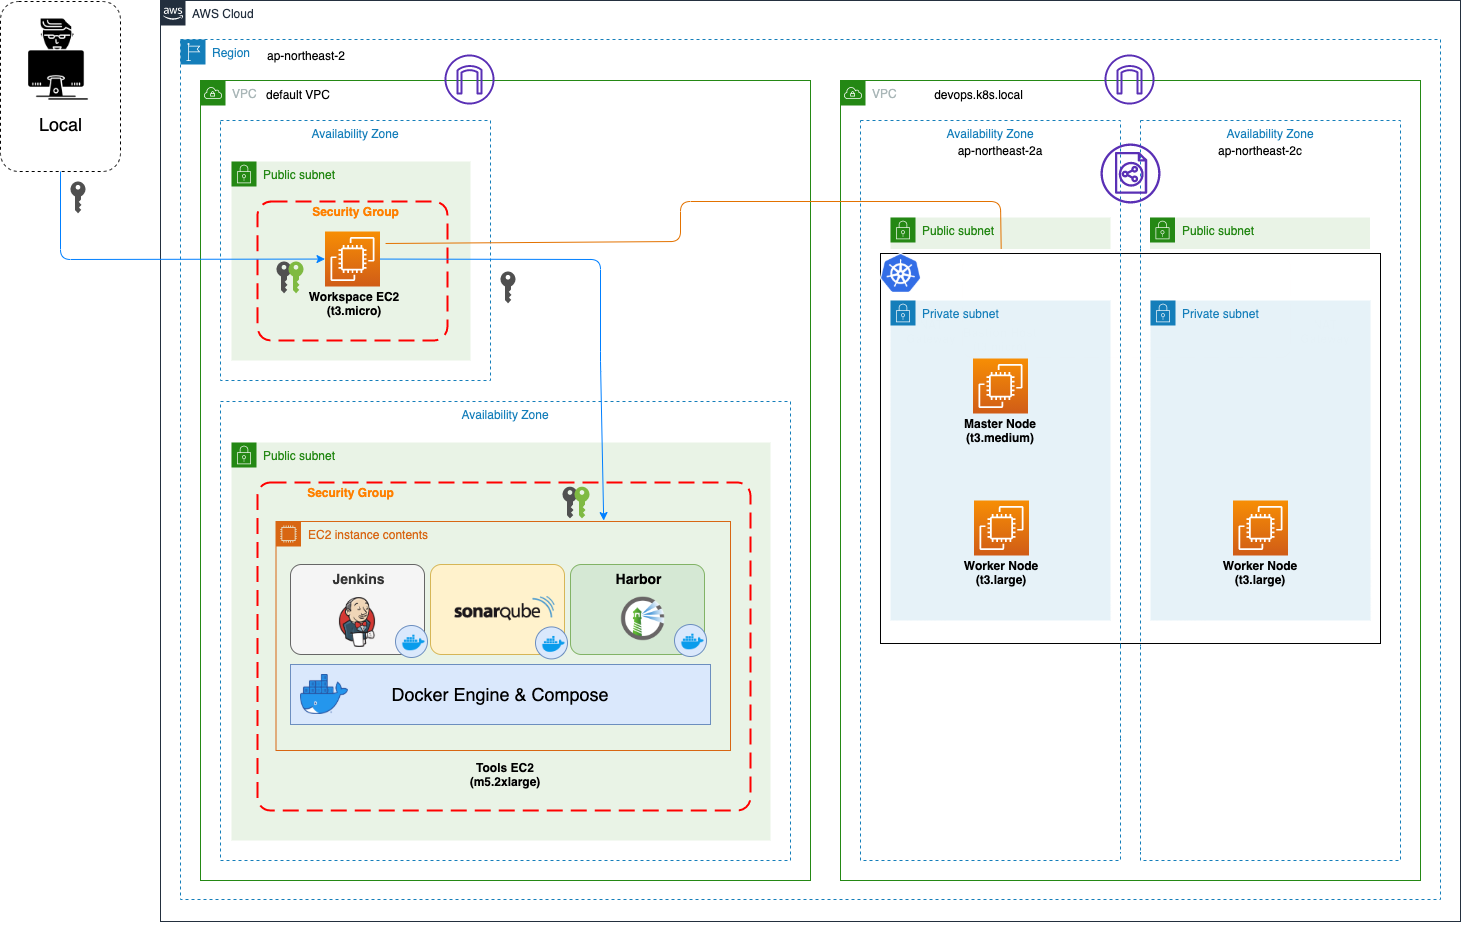 aws
AWS Cloud
Local
Region
ap-northeast-2
VPC
default VPC
Availability Zone
Public subnet
Security Group
Workspace EC2
(t3.micro)
Availability Zone
Public subnet
Security Group
EC2 instance contents
Jenkins
sonarqube
Harbor
Docker Engine & Compose
Tools EC2
(m5.2xlarge)
VPC
devops.k8s.local
Availability Zone
ap-northeast-2a
Availability Zone
ap-northeast-2c
Public subnet
Public subnet
Private subnet
Private subnet
Master Node
(t3.medium)
Worker Node
(t3.large)
Worker Node
(t3.large)